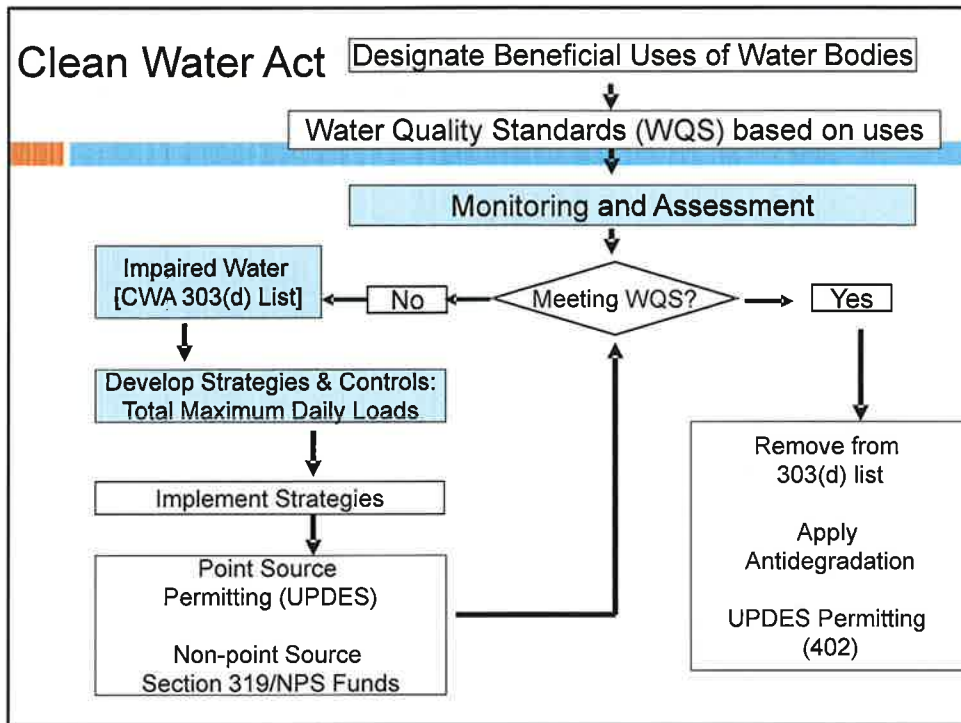 Clean Water Act
Designate Beneficial Uses of Water Bodies
Water Quality Standards (WQS) based on uses
Monitoring and Assessment
Meeting WQS?
No
Yes
Impaired Water
[CWA 303(d) List]
Develop Strategies & Controls:
Total Maximum Daily Loads
Implement Strategies
Point Source
Permitting (UPDES)
Non-point Source
Section 319/NPS Funds
Remove from
303(d) list
Apply
Antidegradation
UPDES Permitting
(402)